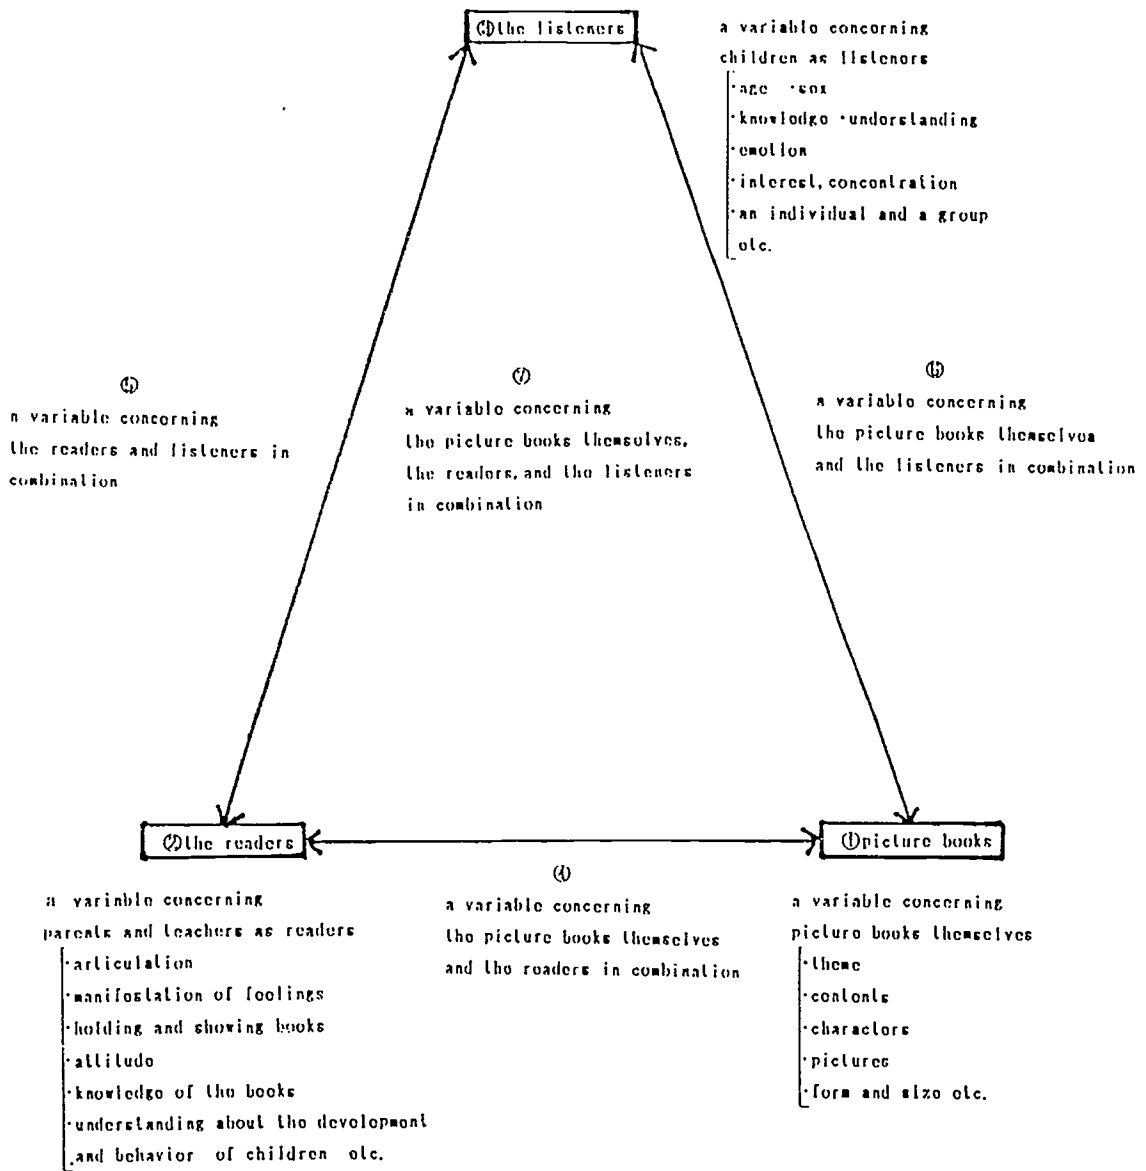 ③the listeners
a variable concerning
children as listeners
·age ·sex
·knowledge ·understanding
·emotion
·interest, concentration
·an individual and a group
etc.
⑤
a variable concerning
the readers and listeners in
combination
⑦
a variable concerning
the picture books themselves,
the readers, and the listeners
in combination
⑥
a variable concerning
the picture books themselves
and the listeners in combination
②the readers
①picture books
a variable concerning
parents and teachers as readers
·articulation
·manifestation of feelings
·holding and showing books
·attitude
·knowledge of the books
·understanding about the development
and behavior of children etc.
④
a variable concerning
the picture books themselves
and the readers in combination
a variable concerning
picture books themselves
·theme
·contents
·characters
·pictures
·form and size etc.